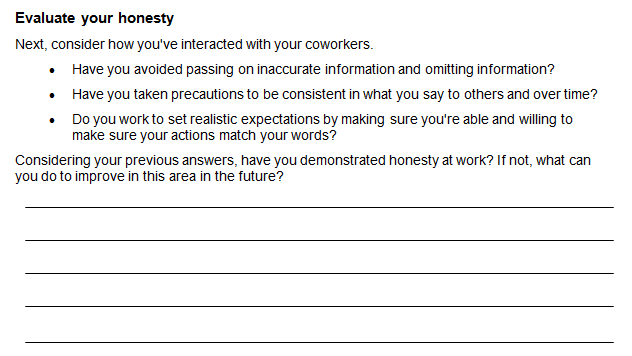 Evaluate your honesty
Next, consider how you've interacted with your coworkers.
• Have you avoided passing on inaccurate information and omitting information?
• Have you taken precautions to be consistent in what you say to others and over time?
• Do you work to set realistic expectations by making sure you're able and willing to
make sure your actions match your words?
Considering your previous answers, have you demonstrated honesty at work? If not, what can
you do to improve in this area in the future?